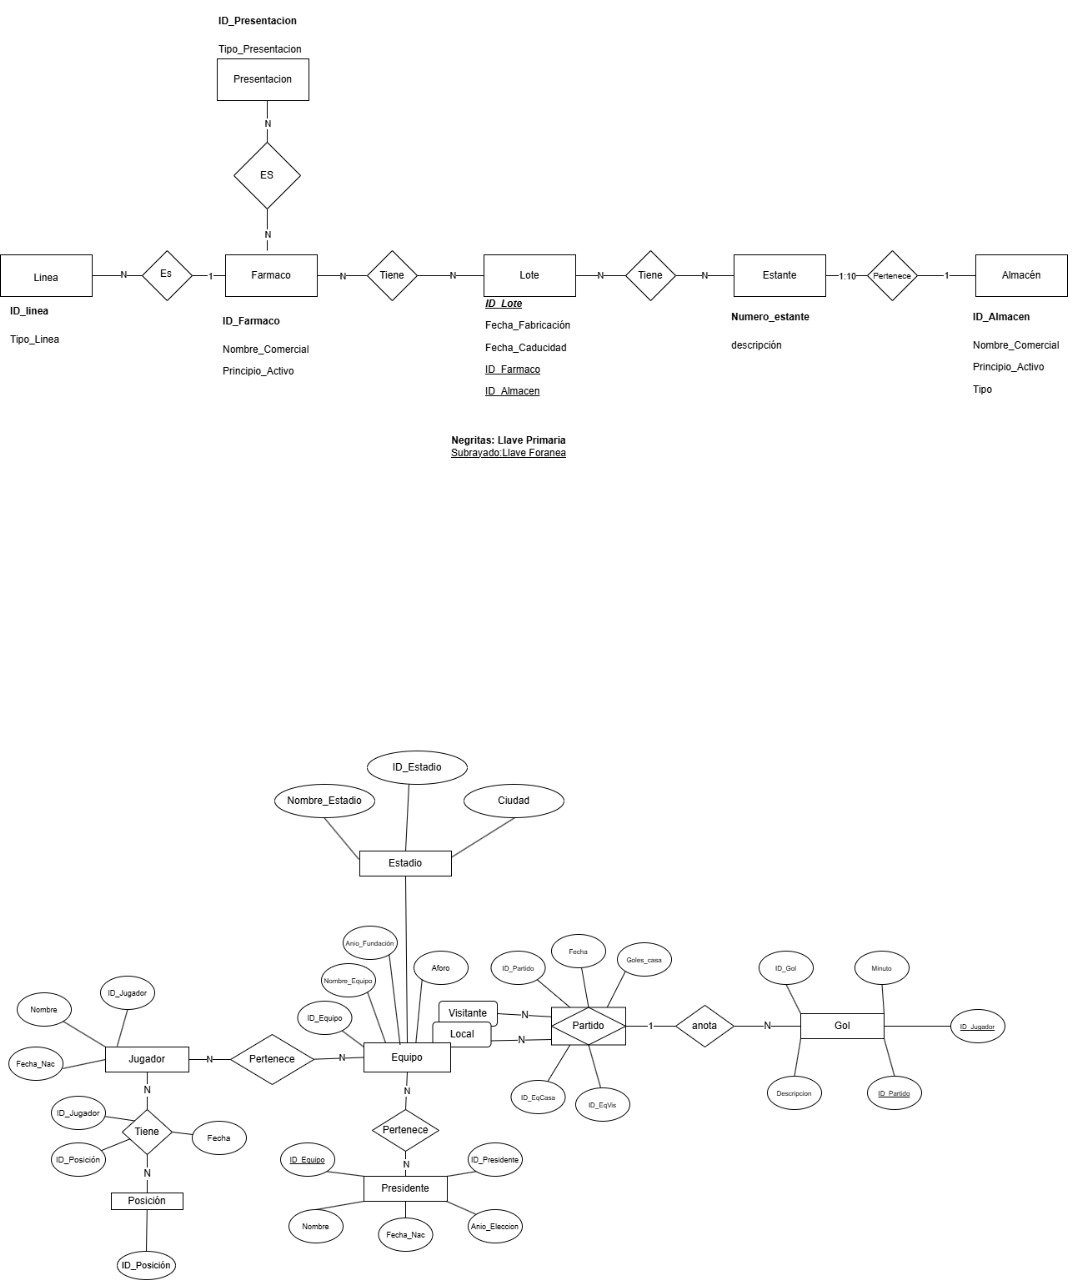 ID_Presentacion
Tipo_Presentacion
Presentacion
N
ES
N
Linea
N
Es
1
Farmaco
N
Tiene
N
Lote
N
Tiene
N
Estante
1:10
Pertenece
1
Almacén
ID_linea
Tipo_Linea
ID_Farmaco
Nombre_Comercial
Principio_Activo
ID_Lote
Fecha_Fabricación
Fecha_Caducidad
ID_Farmaco
ID_Almacen
Numero_estante
descripción
ID_Almacen
Nombre_Comercial
Principio_Activo
Tipo
Negritas: Llave Primaria
Subrayado:Llave Foranea
ID_Estadio
Nombre_Estadio
Ciudad
Estadio
Anio_Fundación
Nombre_Equipo
Aforo
ID_Equipo
Visitante
Local
Equipo
N
N
ID_Partido
Fecha
Goles_casa
Partido
ID_EqCasa
ID_EqVis
1
anota
N
Gol
ID_Gol
Minuto
ID_Jugador
Descripcion
ID_Partido
Nombre
ID_Jugador
Fecha_Nac
Jugador
N
Pertenece
N
N
ID_Jugador
Tiene
Fecha
ID_Posición
N
Posición
ID_Posición
N
Pertenece
N
ID_Equipo
ID_Presidente
Presidente
Nombre
Fecha_Nac
Anio_Eleccion